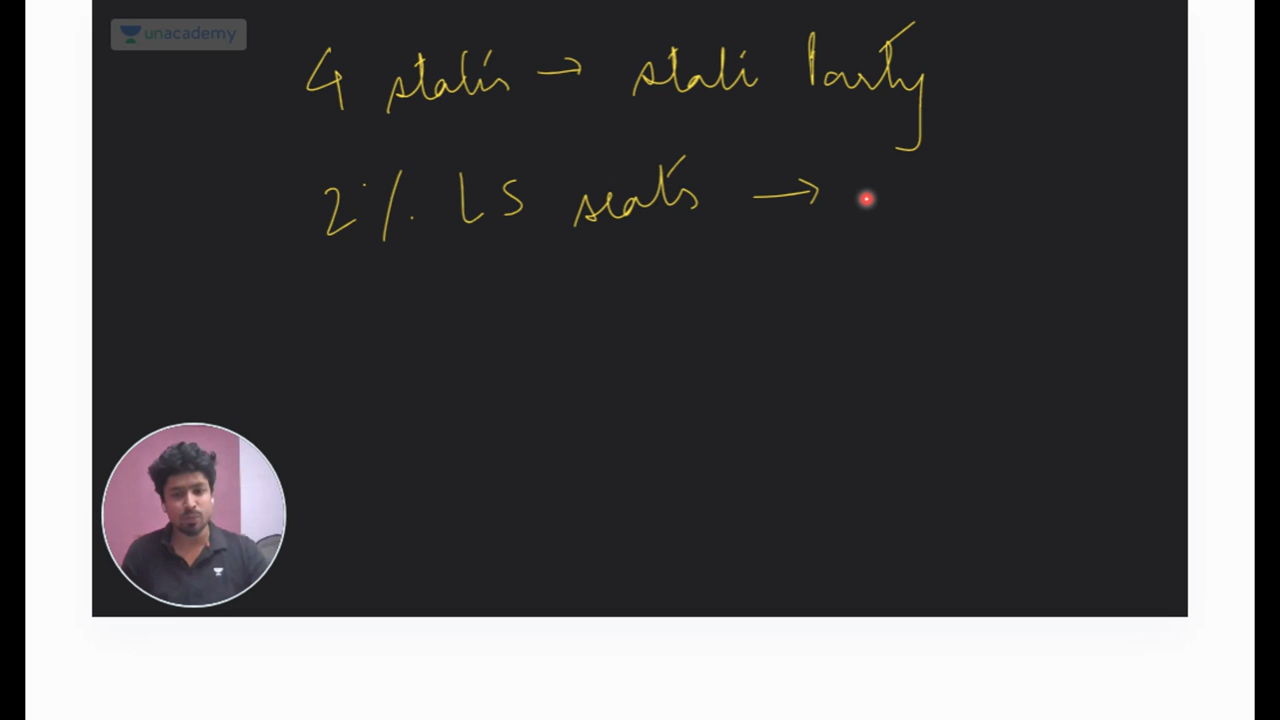 unacademy
4 states → state Party
2% LS seats →